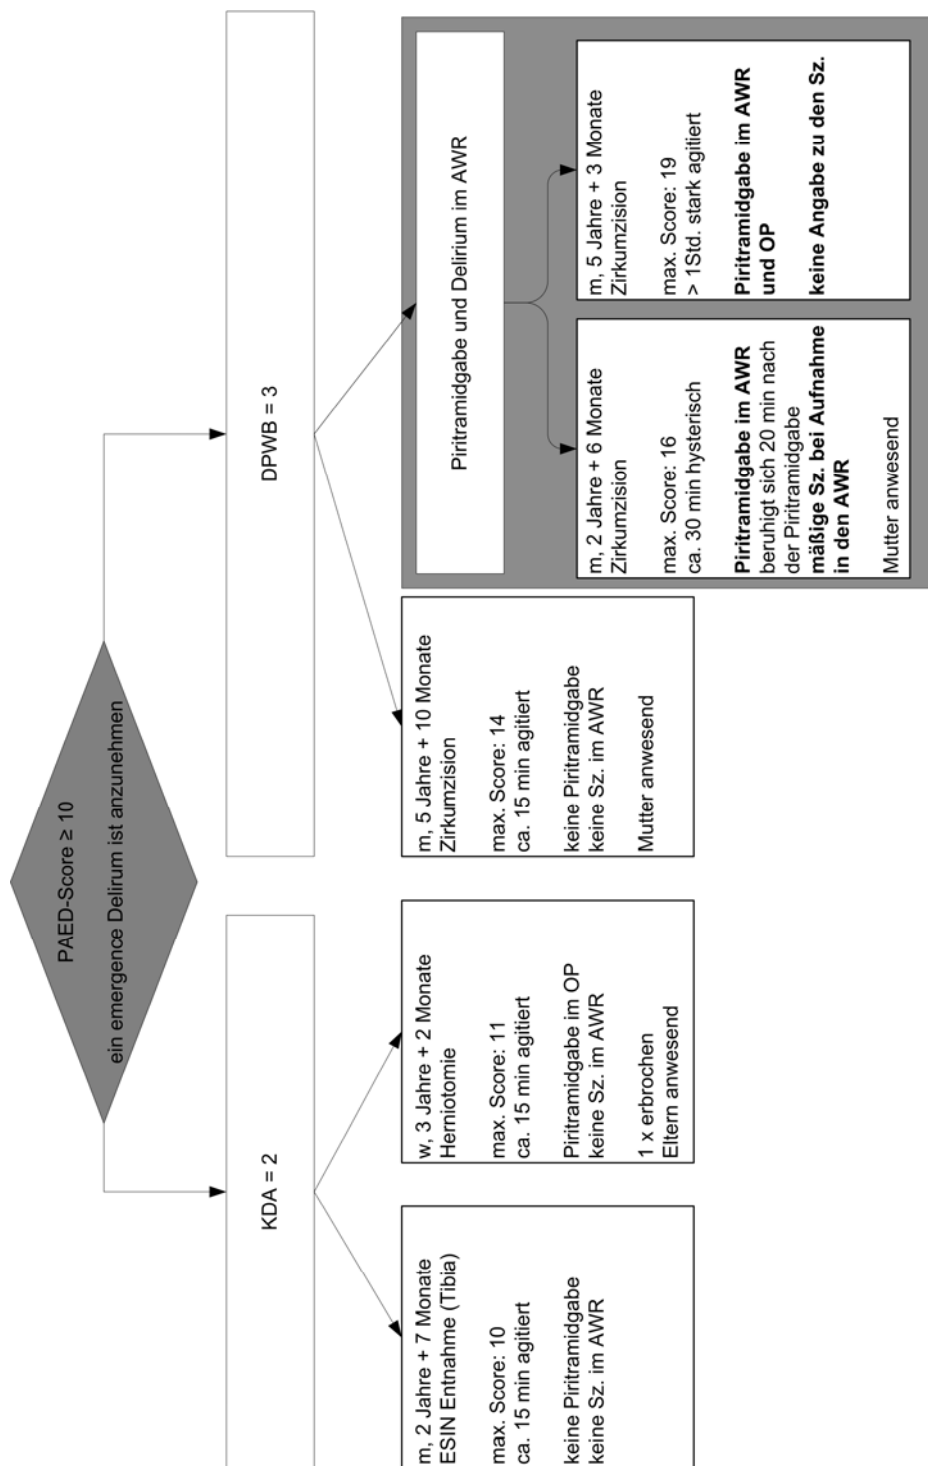 PAED-Score ≥ 10
ein emergence Delirum ist anzunehmen
KDA = 2
DPWB = 3
m, 2 Jahre + 7 Monate
ESIN Entnahme (Tibia)
max. Score: 10
ca. 15 min agitiert
keine Piritramidgabe
keine Sz. im AWR
w, 3 Jahre + 2 Monate
Herniotomie
max. Score: 11
ca. 15 min agitiert
Piritramidgabe im OP
keine Sz. im AWR
1 x erbrochen
Eltern anwesend
m, 5 Jahre + 10 Monate
Zirkumzision
max. Score: 14
ca. 15 min agitiert
keine Piritramidgabe
keine Sz. im AWR
Mutter anwesend
Piritramidgabe und Delirium im AWR
m, 2 Jahre + 6 Monate
Zirkumzision
max. Score: 16
ca. 30 min hysterisch
Piritramidgabe im AWR
beruhigt sich 20 min nach
der Piritramidgabe
mäßige Sz. bei Aufnahme
in den AWR
Mutter anwesend
m, 5 Jahre + 3 Monate
Zirkumzision
max. Score: 19
> 1Std. stark agitiert
Piritramidgabe im AWR
und OP
keine Angabe zu den Sz.